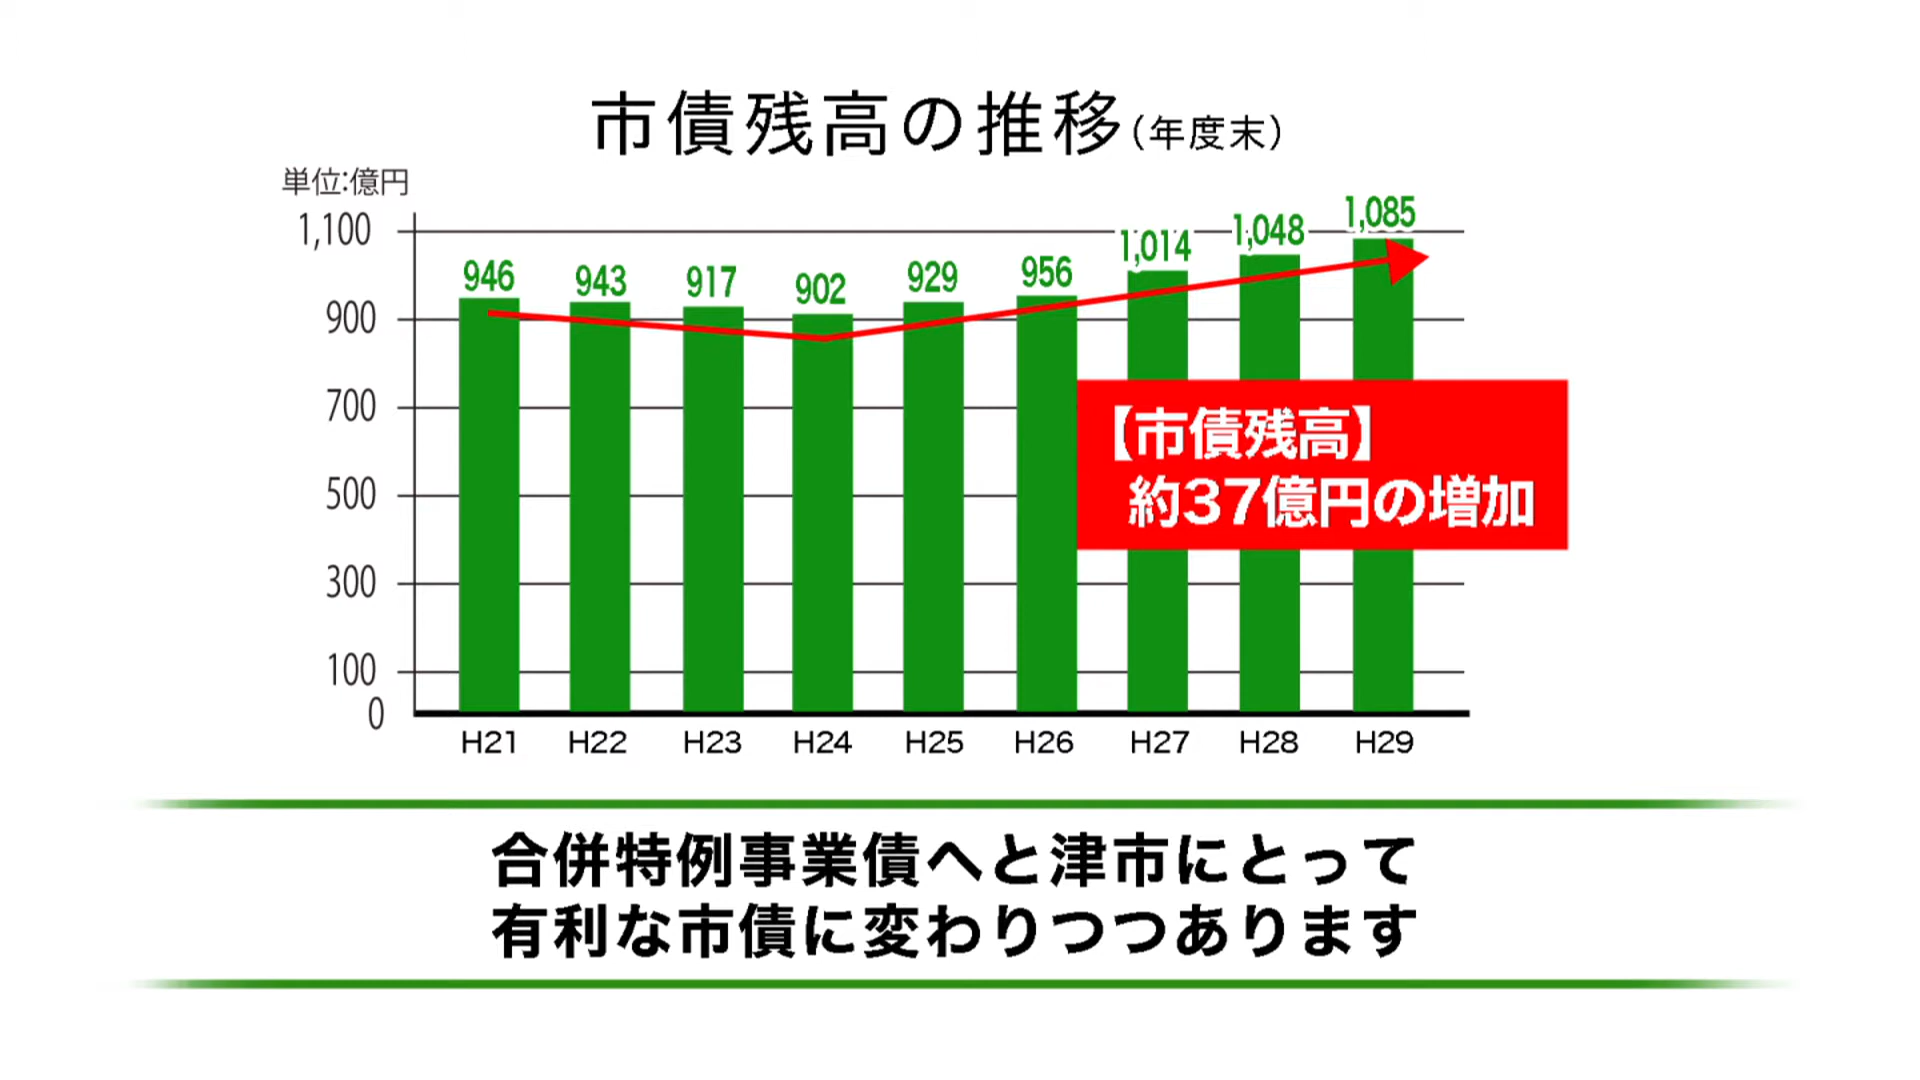 市債残高の推移(年度末)
単位:億円
1,100
900
700
500
300
100
0
946
943
917
902
929
956
1,014
1,048
1,085
【市債残高】
約37億円の増加
H21
H22
H23
H24
H25
H26
H27
H28
H29
合併特例事業債へと津市にとって
有利な市債に変わりつつあります